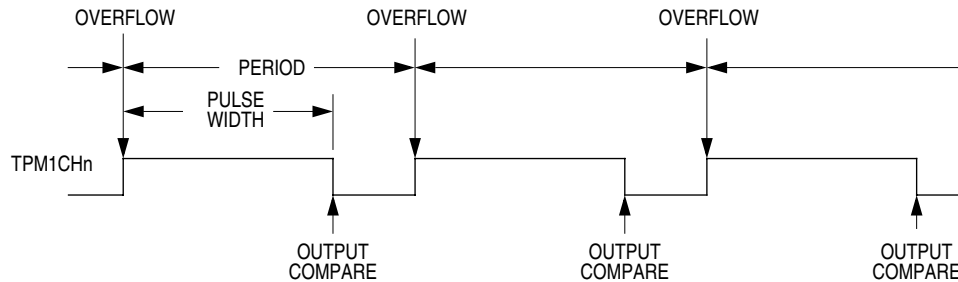 OVERFLOW
OVERFLOW
OVERFLOW
PERIOD
PULSE
WIDTH
TPM1CHn
OUTPUT
COMPARE
OUTPUT
COMPARE
OUTPUT
COMPARE